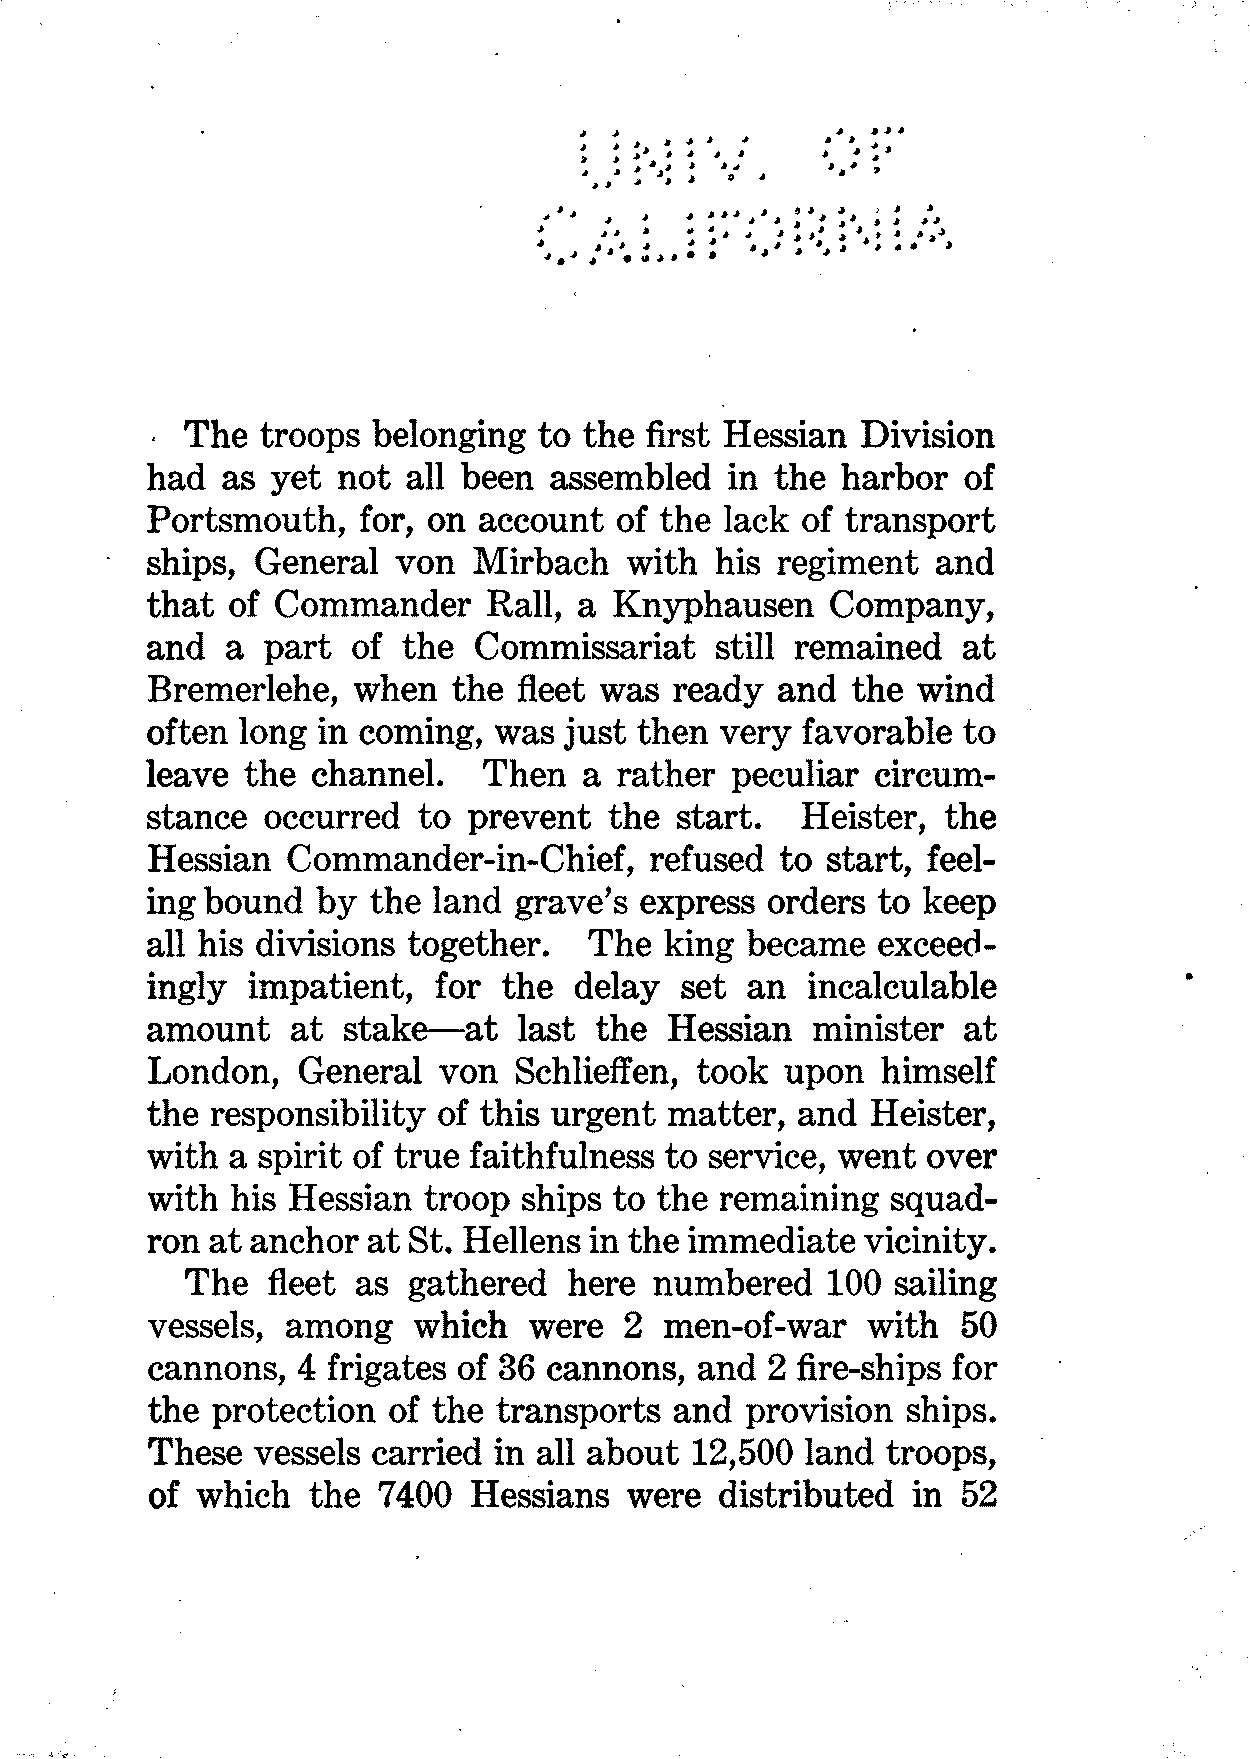 UNIV. OF
CALIFORNIA
The troops belonging to the first Hessian Division
had as yet not all been assembled in the harbor of
Portsmouth, for, on account of the lack of transport
ships, General von Mirbach with his regiment and
that of Commander Rall, a Knyphausen Company,
and a part of the Commissariat still remained at
Bremerlehe, when the fleet was ready and the wind
often long in coming, was just then very favorable to
leave the channel. Then a rather peculiar circum-
stance occurred to prevent the start. Heister, the
Hessian Commander-in-Chief, refused to start, feel-
ing bound by the land grave's express orders to keep
all his divisions together. The king became exceed-
ingly impatient, for the delay set an incalculable
amount at stake—at last the Hessian minister at
London, General von Schlieffen, took upon himself
the responsibility of this urgent matter, and Heister,
with a spirit of true faithfulness to service, went over
with his Hessian troop ships to the remaining squad-
ron at anchor at St. Hellens in the immediate vicinity.
The fleet as gathered here numbered 100 sailing
vessels, among which were 2 men-of-war with 50
cannons, 4 frigates of 36 cannons, and 2 fire-ships for
the protection of the transports and provision ships.
These vessels carried in all about 12,500 land troops,
of which the 7400 Hessians were distributed in 52